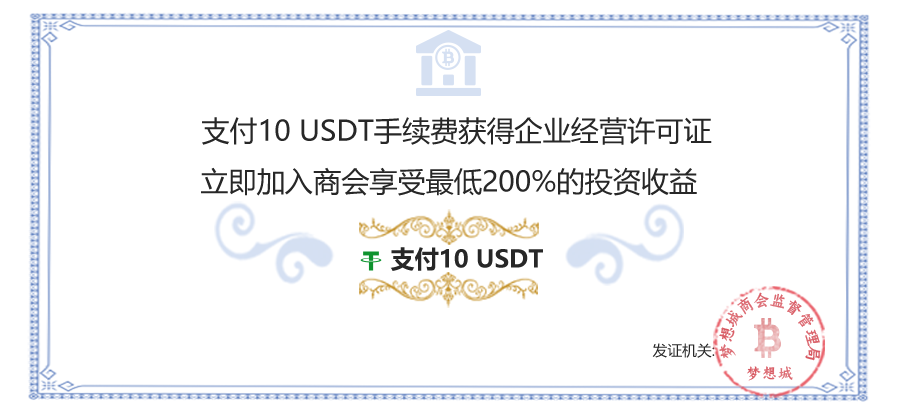 支付10 USDT手续费获得企业经营许可证
立即加入商会享受最低200%的投资收益
支付10 USDT
发证机关:
梦想城商会监督管理局
梦想城